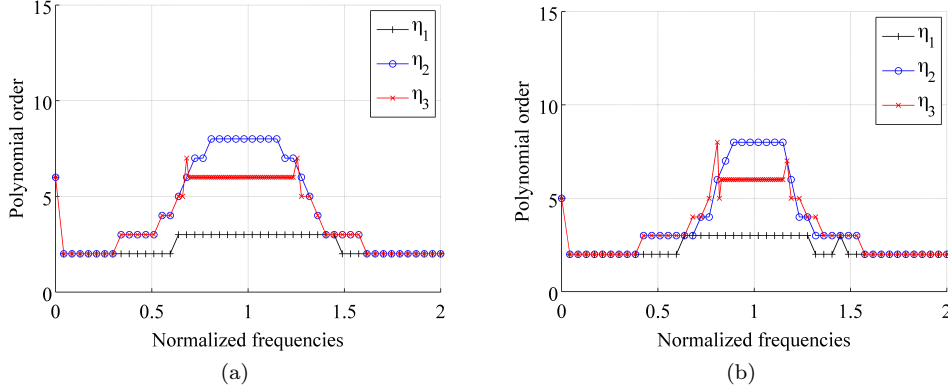 15
10
5
0
0
0.5
1
1.5
2
Polynomial order
Normalized frequencies
η1
η2
η3
(a)
15
10
5
0
0
0.5
1
1.5
2
Polynomial order
Normalized frequencies
η1
η2
η3
(b)